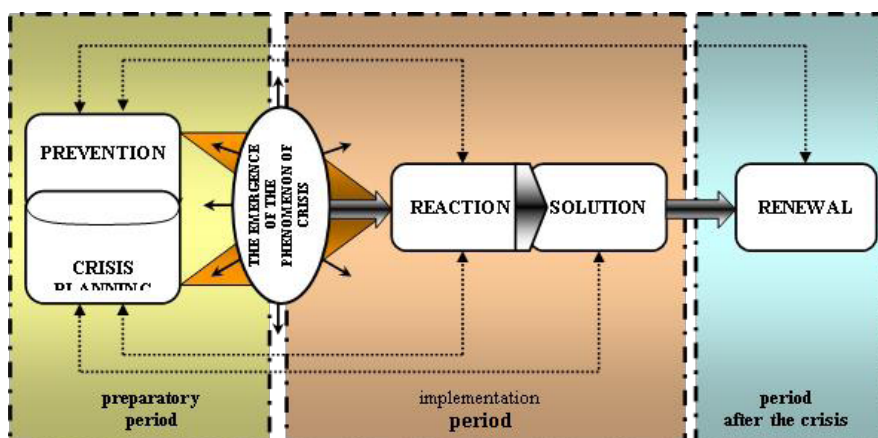 PREVENTION
CRISIS
PLANNING
THE EMERGENCE
OF THE
PHENOMENON OF
CRISIS
REACTION
SOLUTION
RENEWAL
preparatory
period
implementation
period
period
after the crisis